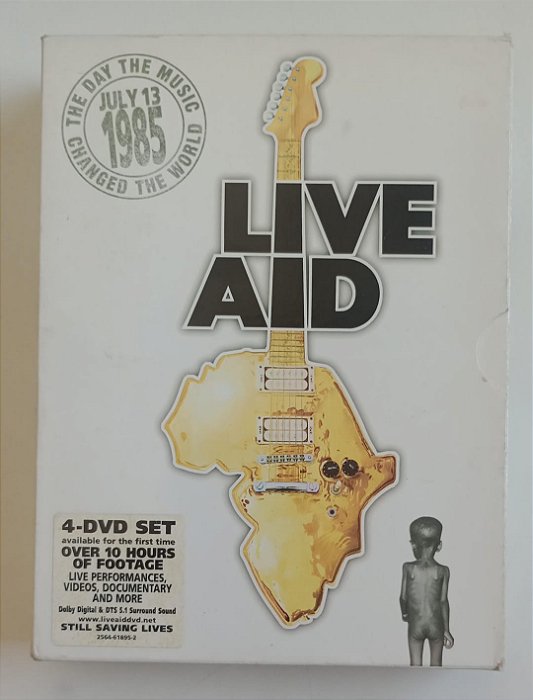 THE DAY THE MUSIC
JULY 13
1985
CHANGED THE WORLD
LIVE
AID
4-DVD SET
available for the first time
OVER 10 HOURS
OF FOOTAGE
LIVE PERFORMANCES,
VIDEOS, DOCUMENTARY
AND MORE
Dolby Digital & DTS 5.1 Surround Sound
www.liveaiddvd.net
STILL SAVING LIVES
2564-61895-2